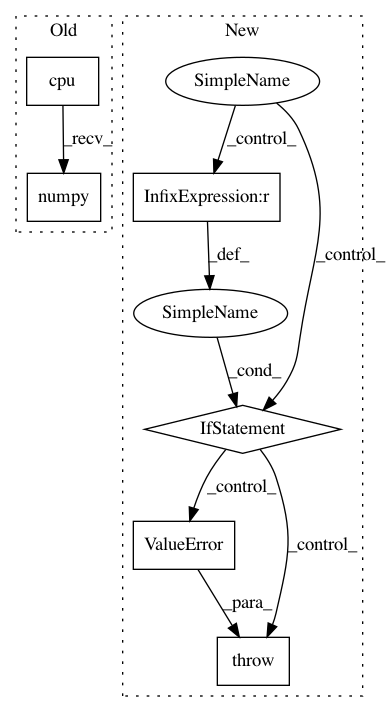 Old
New
cpu
SimpleName
_recv_
_control_
numpy
InfixExpression:r
_def_
_control_
SimpleName
_cond_
IfStatement
_control_
ValueError
_control_
_para_
throw